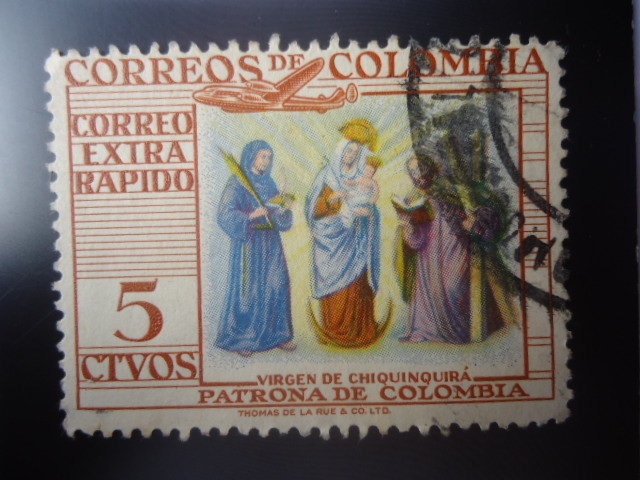 CORREOS DE COLOMBIA
CORREO
EXTRA
RAPIDO
5
CTVOS
VIRGEN DE CHIQUINQUIRÁ
PATRONA DE COLOMBIA
THOMAS DE LA RUE & CO. LTD.